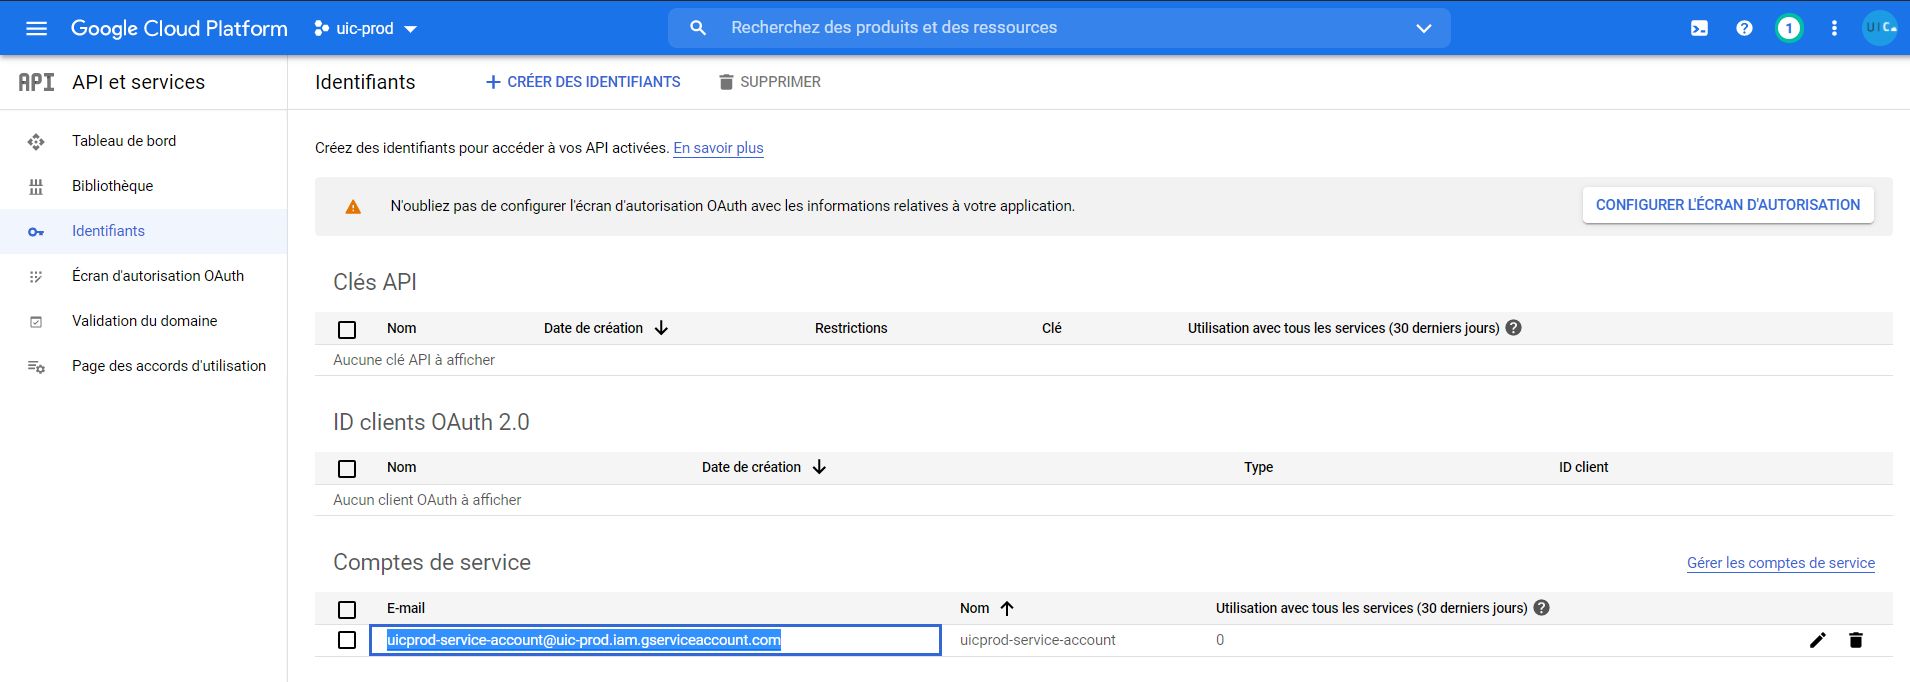 Google Cloud Platform
uic-prod
Recherchez des produits et des ressources
1
UIC
API
API et services
Identifiants
CRÉER DES IDENTIFIANTS
SUPPRIMER
Tableau de bord
Bibliothèque
Identifiants
Écran d'autorisation OAuth
Validation du domaine
Page des accords d'utilisation
Créez des identifiants pour accéder à vos API activées. En savoir plus
N'oubliez pas de configurer l'écran d'autorisation OAuth avec les informations relatives à votre application.
CONFIGURER L'ÉCRAN D'AUTORISATION
Clés API
Nom Date de création Restrictions Clé Utilisation avec tous les services (30 derniers jours)
Aucune clé API à afficher
ID clients OAuth 2.0
Nom Date de création Type ID client
Aucun client OAuth à afficher
Comptes de service
Gérer les comptes de service
E-mail Nom Utilisation avec tous les services (30 derniers jours)
uicprod-service-account@uic-prod.iam.gserviceaccount.com uicprod-service-account 0